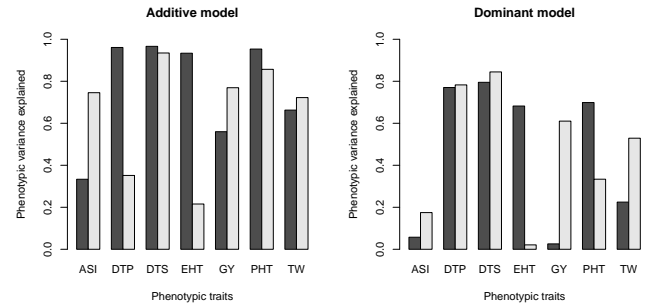 Additive model
Phenotypic variance explained
1.0
0.8
0.6
0.4
0.2
0.0
ASI DTP DTS EHT GY PHT TW
Phenotypic traits
Dominant model
Phenotypic variance explained
1.0
0.8
0.6
0.4
0.2
0.0
ASI DTP DTS EHT GY PHT TW
Phenotypic traits